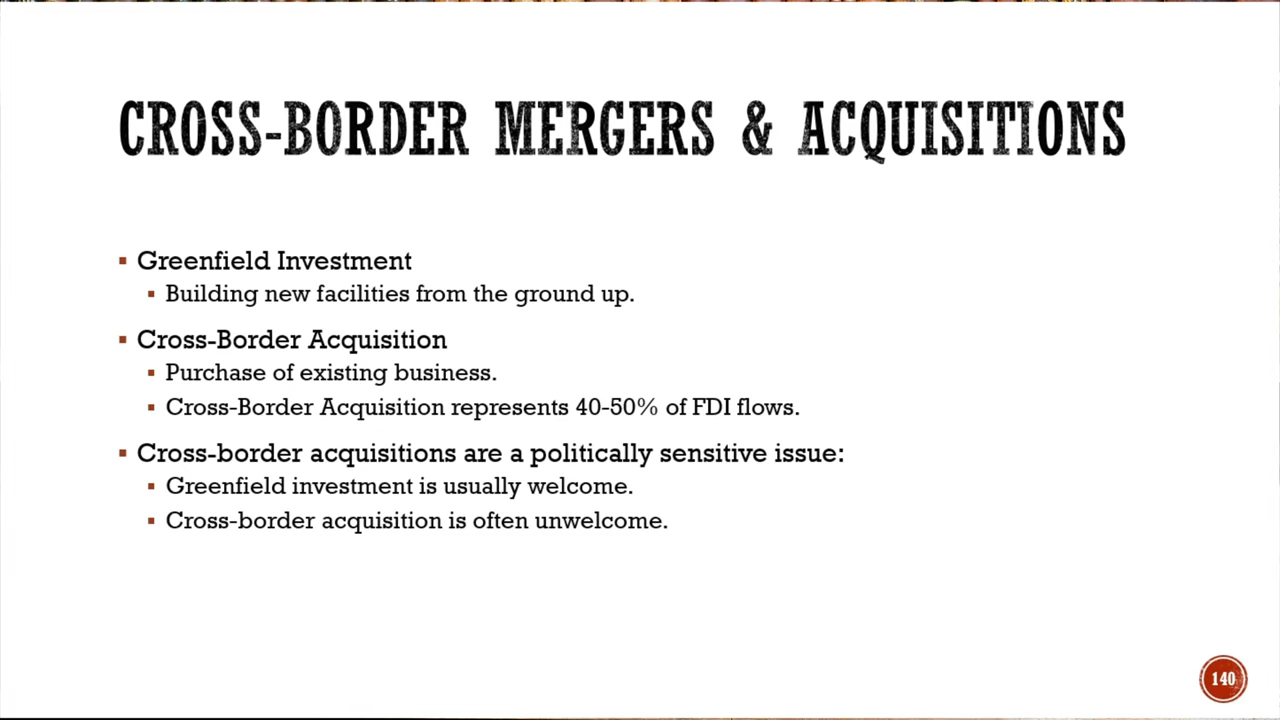 CROSS-BORDER MERGERS & ACQUISITIONS
▪ Greenfield Investment
▪ Building new facilities from the ground up.
▪ Cross-Border Acquisition
▪ Purchase of existing business.
▪ Cross-Border Acquisition represents 40-50% of FDI flows.
▪ Cross-border acquisitions are a politically sensitive issue:
▪ Greenfield investment is usually welcome.
▪ Cross-border acquisition is often unwelcome.
140